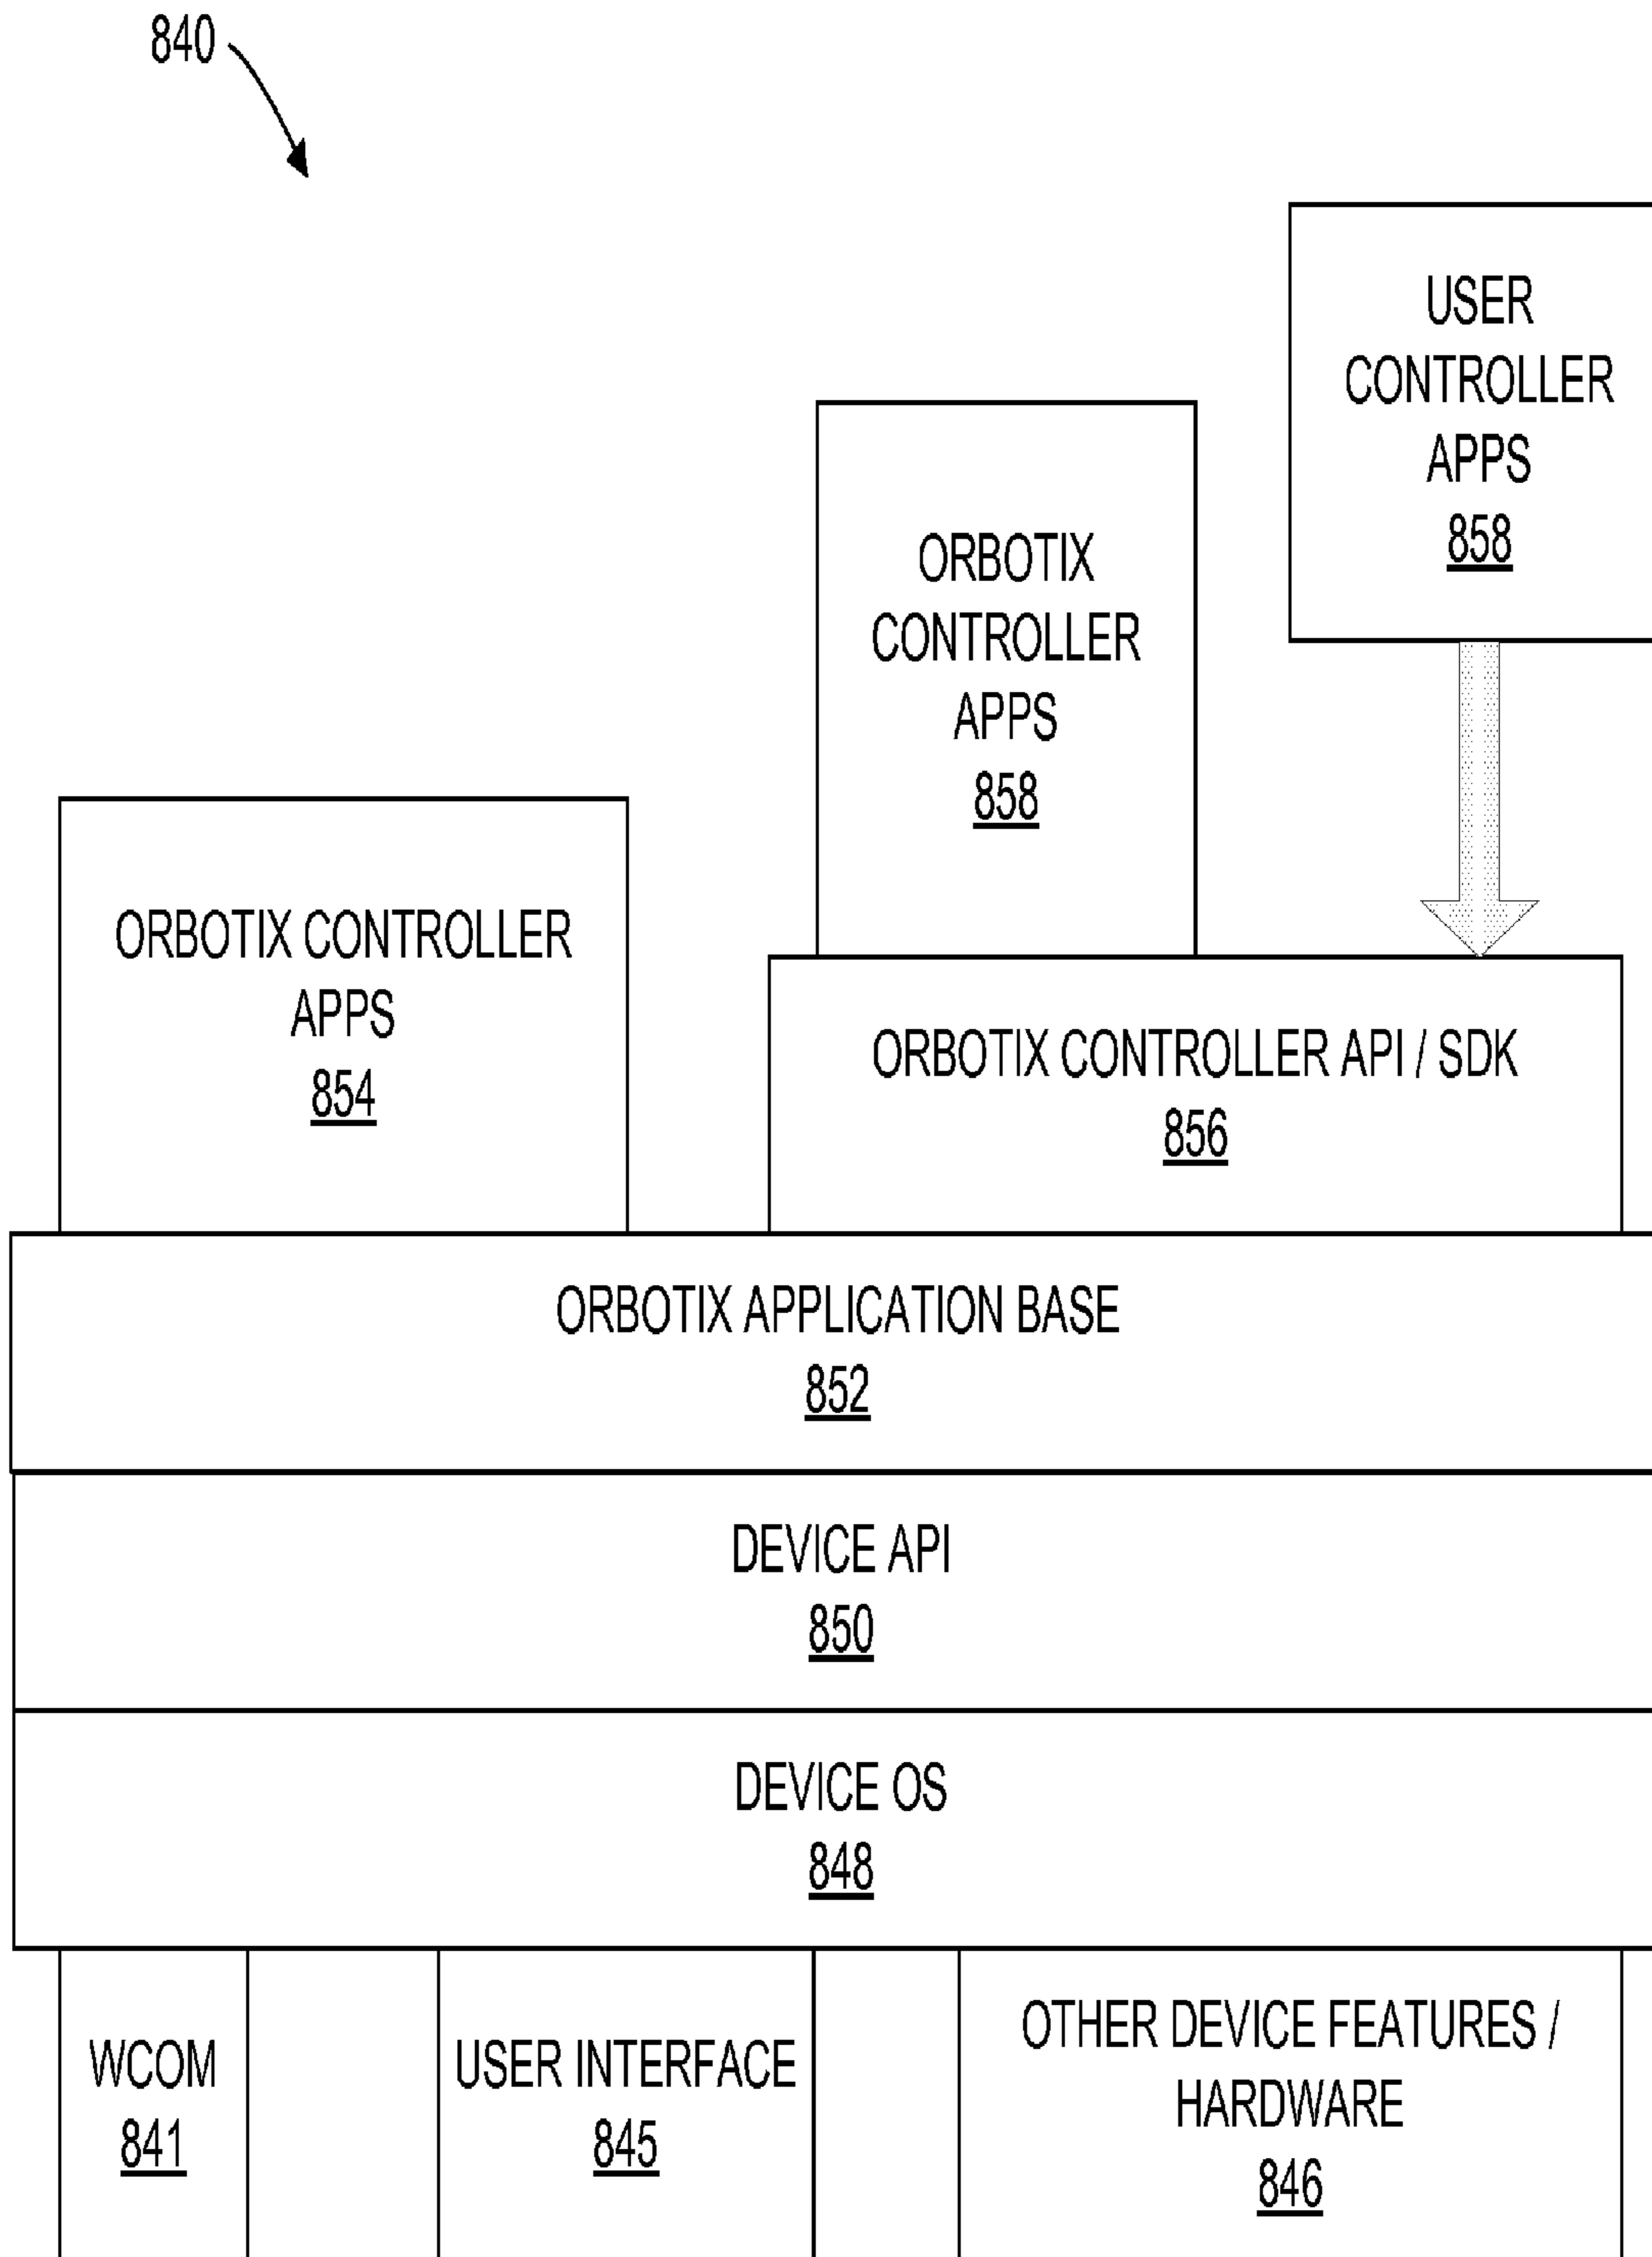 840
USER
CONTROLLER
APPS
858
ORBOTIX
CONTROLLER
APPS
858
ORBOTIX CONTROLLER
APPS
854
ORBOTIX CONTROLLER API / SDK
856
ORBOTIX APPLICATION BASE
852
DEVICE API
850
DEVICE OS
848
WCOM
841
USER INTERFACE
845
OTHER DEVICE FEATURES /
HARDWARE
846